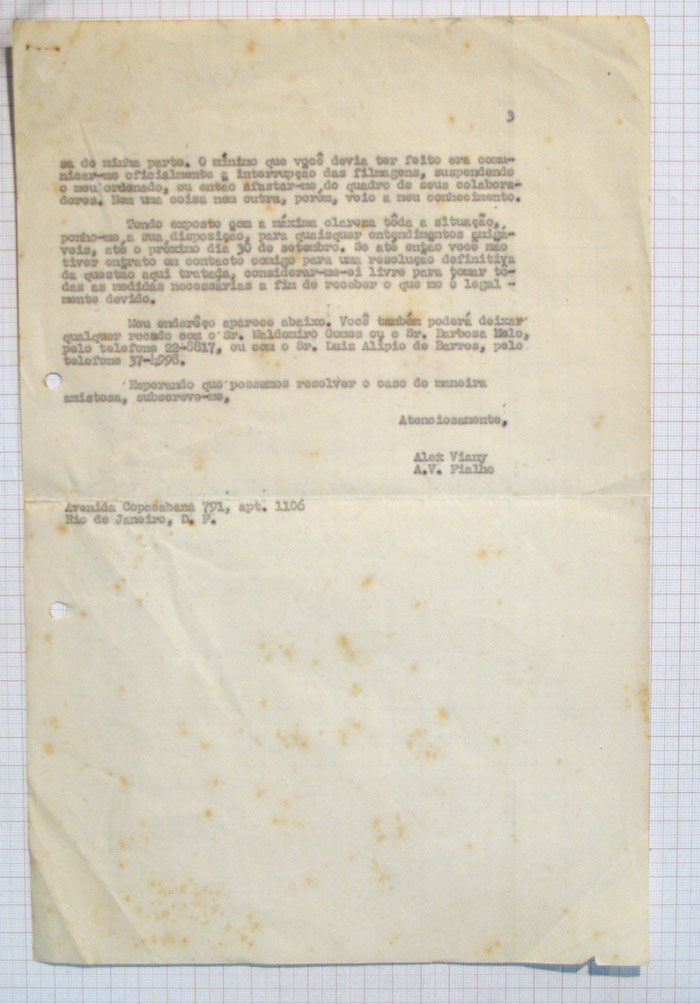 3
sa de minha parte. O mínimo que você devia ter feito era comu-
nicar-me oficialmente a interrupção das filmagens, suspendendo
o meu ordenado, ou então afastar-me do quadro de seus colabora-
dores. Nem uma coisa nem outra, porém, veio a meu conhecimento.
Tendo exposto com a máxima clareza tôda a situação,
ponho-me a sua disposição, para quaisquer entendimentos amigá-
veis, até o próximo dia 30 de setembro. Se até então você não
tiver entrado em contacto comigo para uma resolução definitiva
da questão aqui tratada, considerar-me-ei livre para tomar tô-
das as medidas necessárias a fim de receber o que me é legal -
mente devido.
Meu enderêço aparece abaixo. Você também poderá deixar
qualquer recado com o Sr. Waldemiro Gomes ou o Sr. Barbosa Melo,
pelo telefone 22-8817, ou com o Sr. Luiz Alipio de Barros, pelo
telefone 37-4998.
Esperando que possamos resolver o caso de maneira
amistosa, subscrevo-me,
Atenciosamente,
Alex Viany
A.V. Fialho
Avenida Copacabana 791, apt. 1106
Rio de Janeiro, D. F.